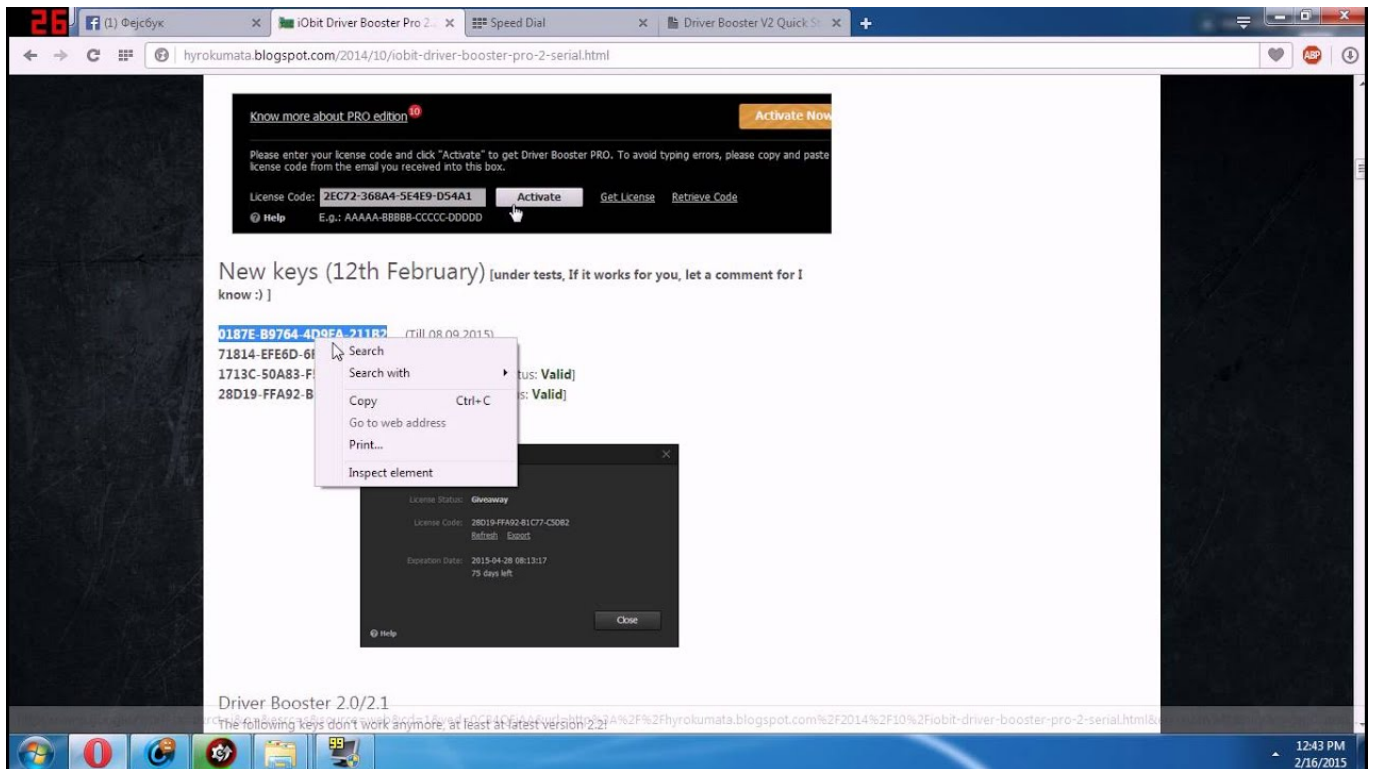 26
(1) Фејсбук
iObit Driver Booster Pro 2.
Speed Dial
Driver Booster V2 Quick S
hyrokumata.blogspot.com/2014/10/iobit-driver-booster-pro-2-serial.html
ABP
Know more about PRO edition 10
Activate Now
Please enter your license code and click "Activate" to get Driver Booster PRO. To avoid typing errors, please copy and paste
license code from the email you received into this box.
License Code: 2EC72-368A4-5E4E9-D54A1 Activate Get License Retrieve Code
Help E.g.: AAAAA-BBBBB-CCCCC-DDDDD
New keys (12th February) [under tests, If it works for you, let a comment for I
know :) ]
0187E-B9764-4D9EA-211B2 (Till 08.09.2015)
71814-EFE6D-6
1713C-50A83-F tus: Valid]
28D19-FFA92-B s: Valid]
Search
Search with
Copy Ctrl+C
Go to web address
Print...
Inspect element
License Status: Giveaway
License Code: 28D19-FFA92-81C77-C5D82
Refresh Export
Expration Date: 2015-04-28 08:13:17
75 days left
Close
Help
Driver Booster 2.0/2.1
The following keys don't work anymore, at least at latest version 2.2!
99
12:43 PM
2/16/2015